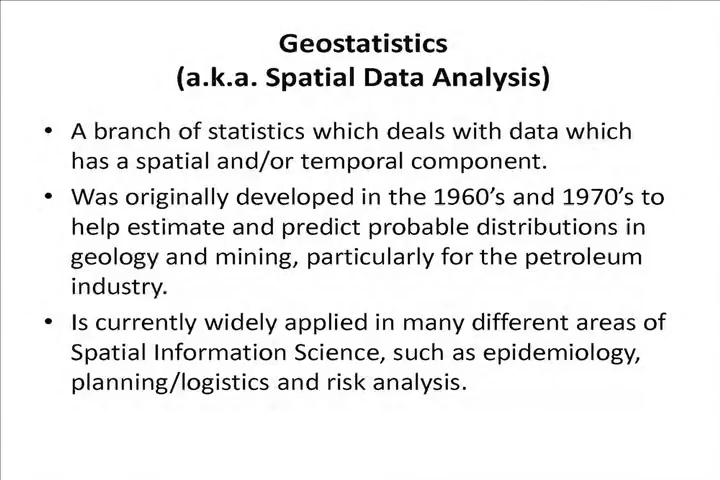 Geostatistics
(a.k.a. Spatial Data Analysis)
• A branch of statistics which deals with data which
has a spatial and/or temporal component.
• Was originally developed in the 1960’s and 1970’s to
help estimate and predict probable distributions in
geology and mining, particularly for the petroleum
industry.
• Is currently widely applied in many different areas of
Spatial Information Science, such as epidemiology,
planning/logistics and risk analysis.